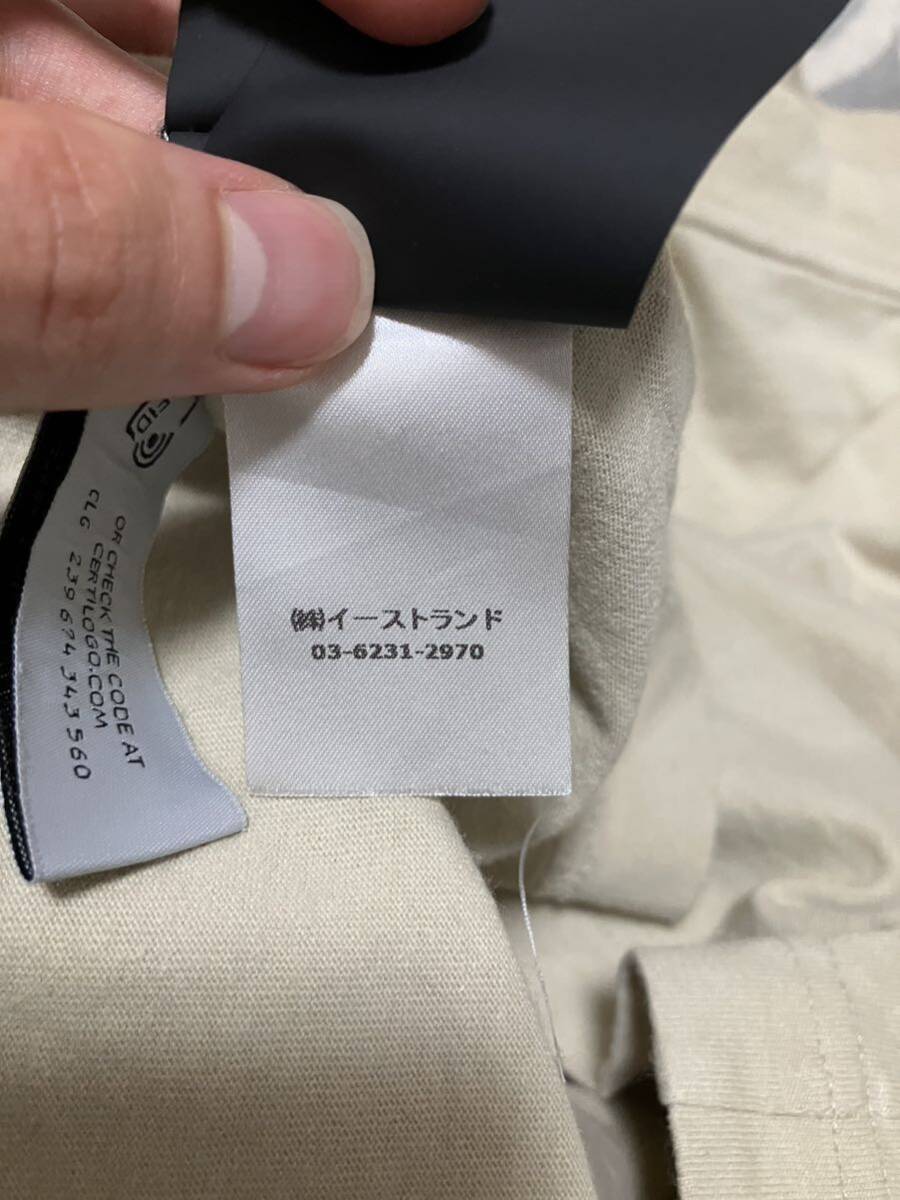 ㈱イーストランド
03-6231-2970
OR CHECK THE CODE AT
CERTILOGO.COM
CLG 239 674 343 560